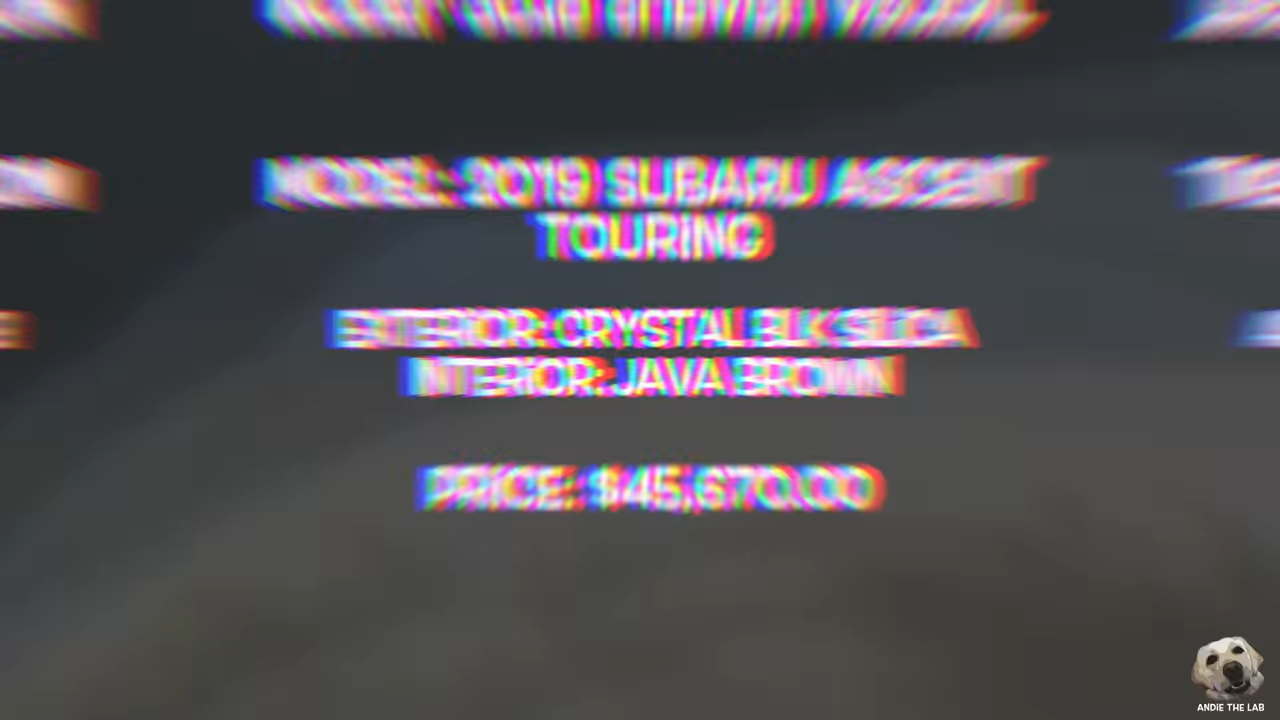 MODEL: 2019 SUBARU ASCENT
TOURING
EXTERIOR: CRYSTAL BLK SILICA
INTERIOR: JAVA BROWN
PRICE: $45,670.00
ANDIE THE LAB